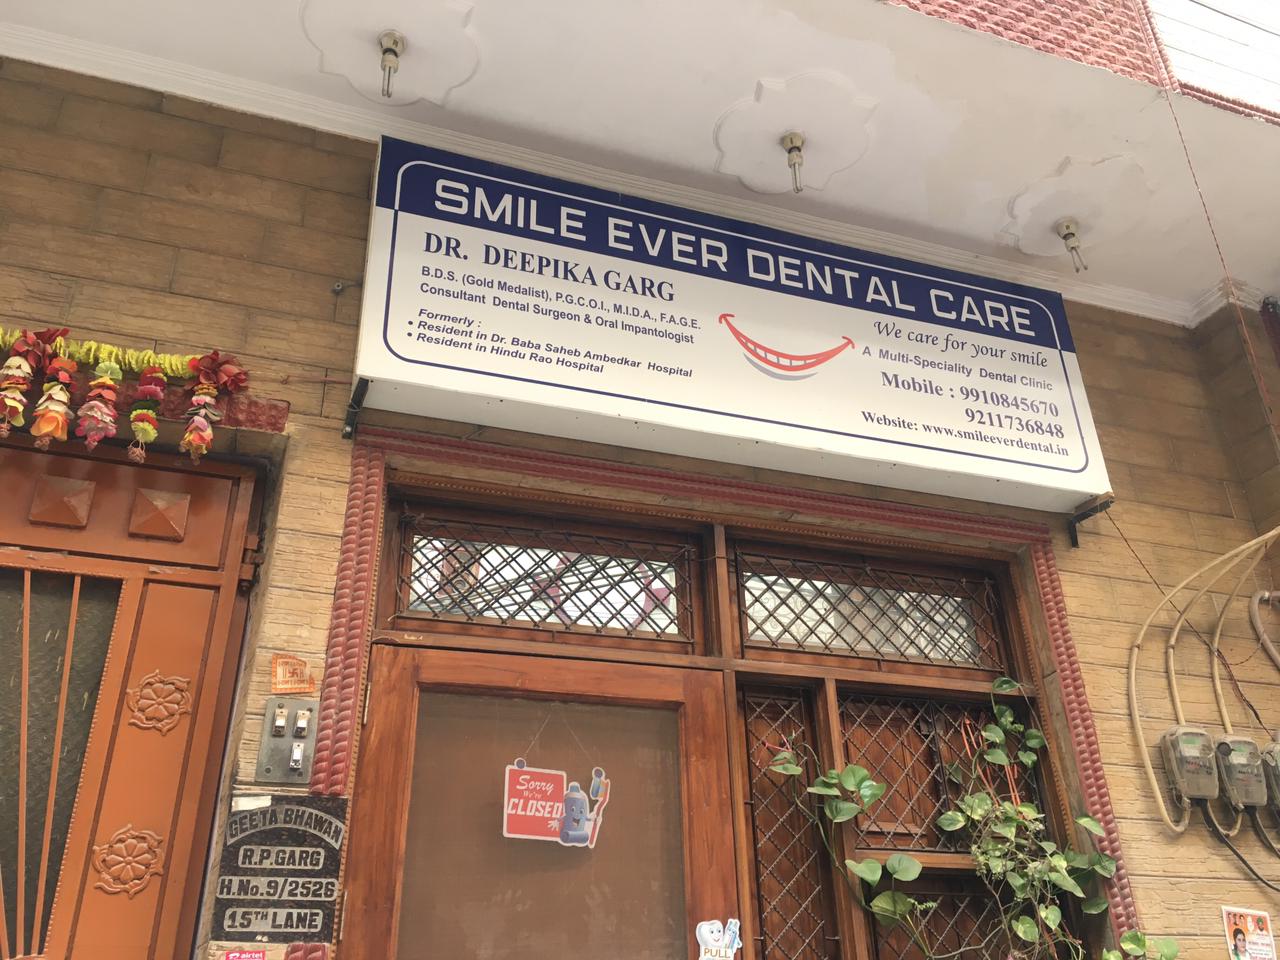 SMILE EVER DENTAL CARE
DR. DEEPIKA GARG
B.D.S. (Gold Medalist), P.G.C.O.I., M.I.D.A., F.A.G.E.
Consultant Dental Surgeon & Oral Impantologist
Formerly :
• Resident in Dr. Baba Saheb Ambedkar Hospital
• Resident in Hindu Rao Hospital
We care for your smile
A Multi-Speciality Dental Clinic
Mobile : 9910845670
9211736848
Website: www.smileeverdental.in
Sorry
We're
CLOSED
GEETA BHAWAN
R.P.GARG
H.No.9/2526
15TH LANE
airtel
PULL